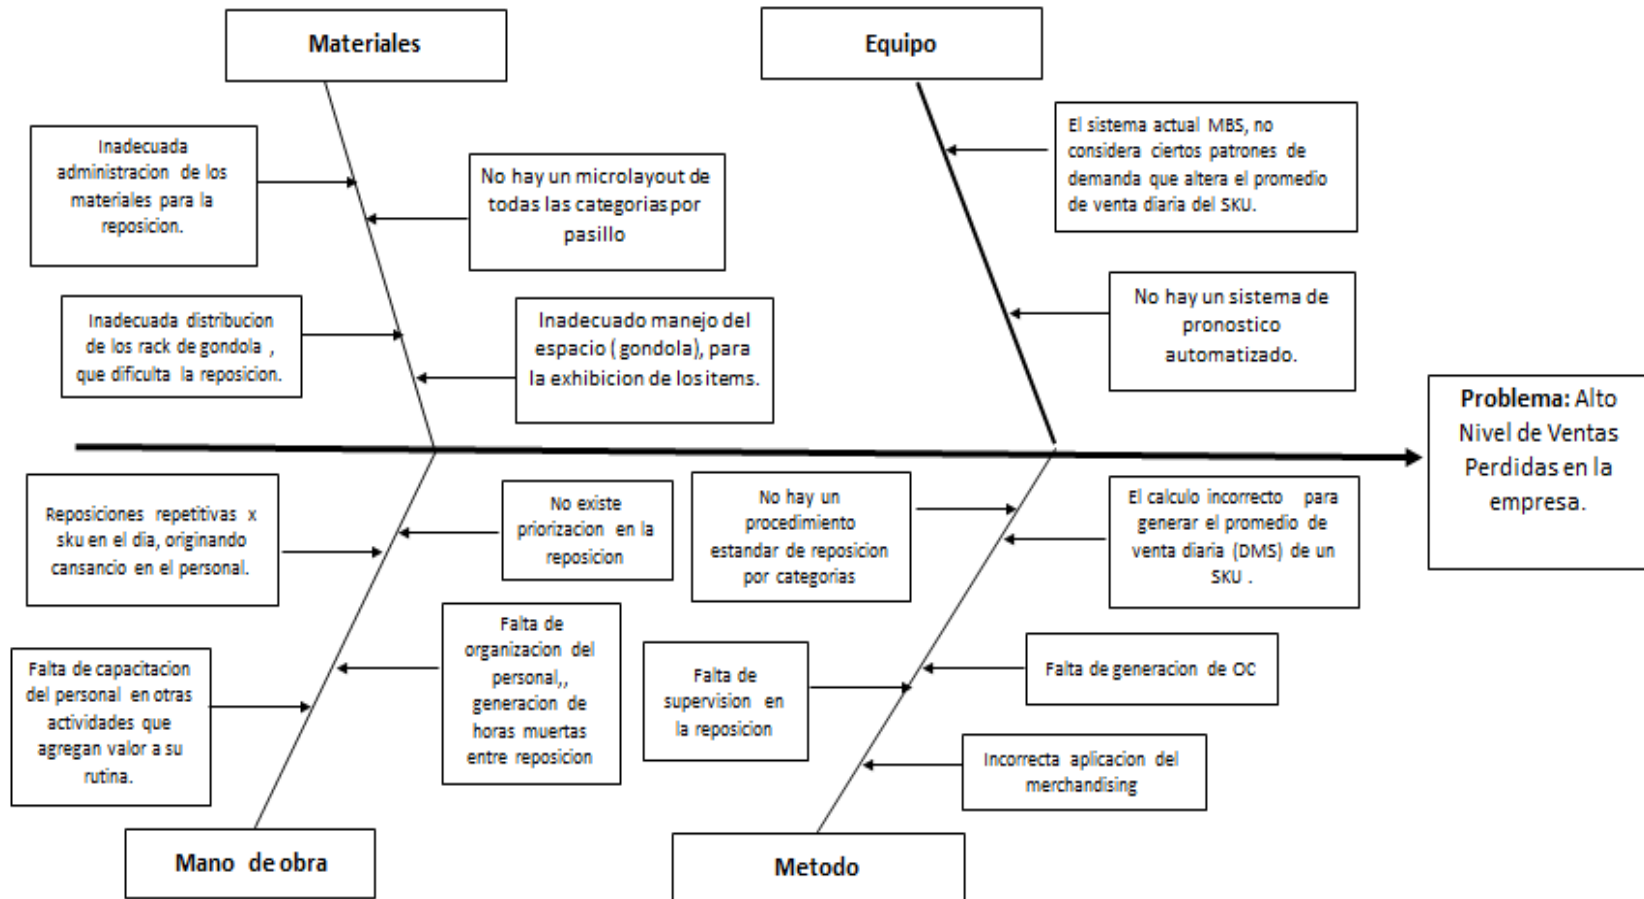 Materiales
Equipo
Inadecuada
administracion de los
materiales para la
reposicion.
No hay un microlayout de
todas las categorias por
pasillo
El sistema actual MBS, no
considera ciertos patrones de
demanda que altera el promedio
de venta diaria del SKU.
Inadecuada distribucion
de los rack de gondola ,
que dificulta la reposicion.
Inadecuado manejo del
espacio ( gondola), para
la exhibicion de los items.
No hay un sistema de
pronostico
automatizado.
Problema: Alto
Nivel de Ventas
Perdidas en la
empresa.
Reposiciones repetitivas x
sku en el dia, originando
cansancio en el personal.
No existe
priorizacion en la
reposicion
No hay un
procedimiento
estandar de reposicion
por categorias
El calculo incorrecto para
generar el promedio de
venta diaria (DMS) de un
SKU .
Falta de capacitacion
del personal en otras
actividades que
agregan valor a su
rutina.
Falta de
organizacion del
personal,,
generacion de
horas muertas
entre reposicion
Falta de
supervision en
la reposicion
Falta de generacion de OC
Incorrecta aplicacion del
merchandising
Mano de obra
Metodo